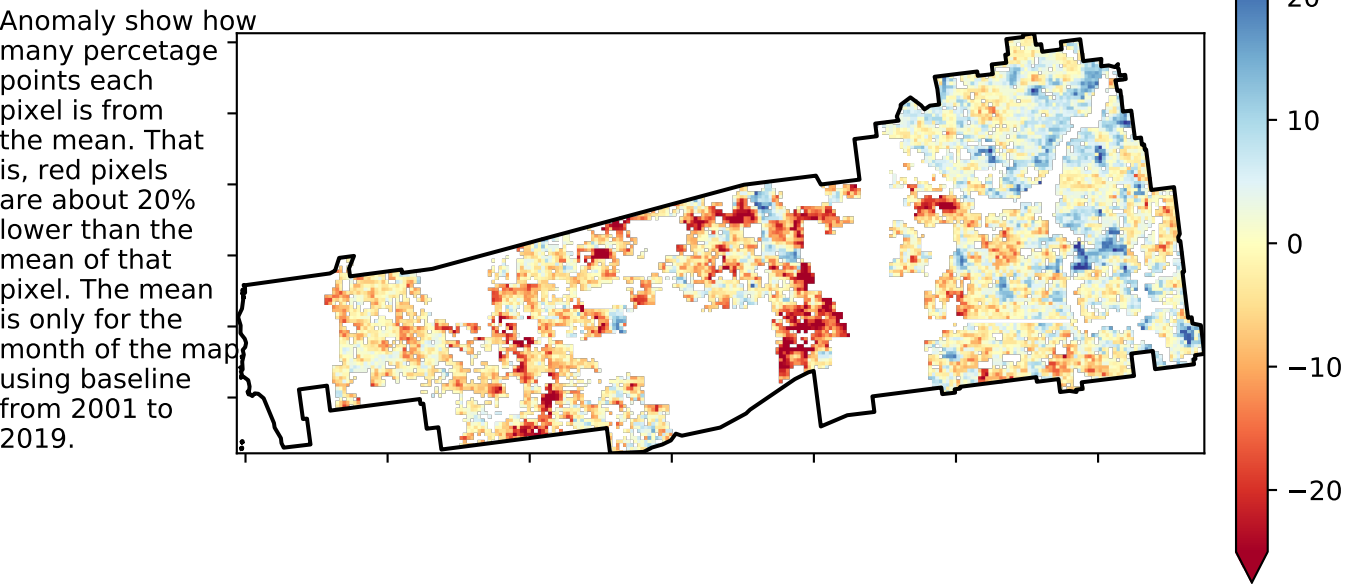 Anomaly show how
many percetage
points each
pixel is from
the mean. That
is, red pixels
are about 20%
lower than the
mean of that
pixel. The mean
is only for the
month of the map
using baseline
from 2001 to
2019.
20
10
0
−10
−20